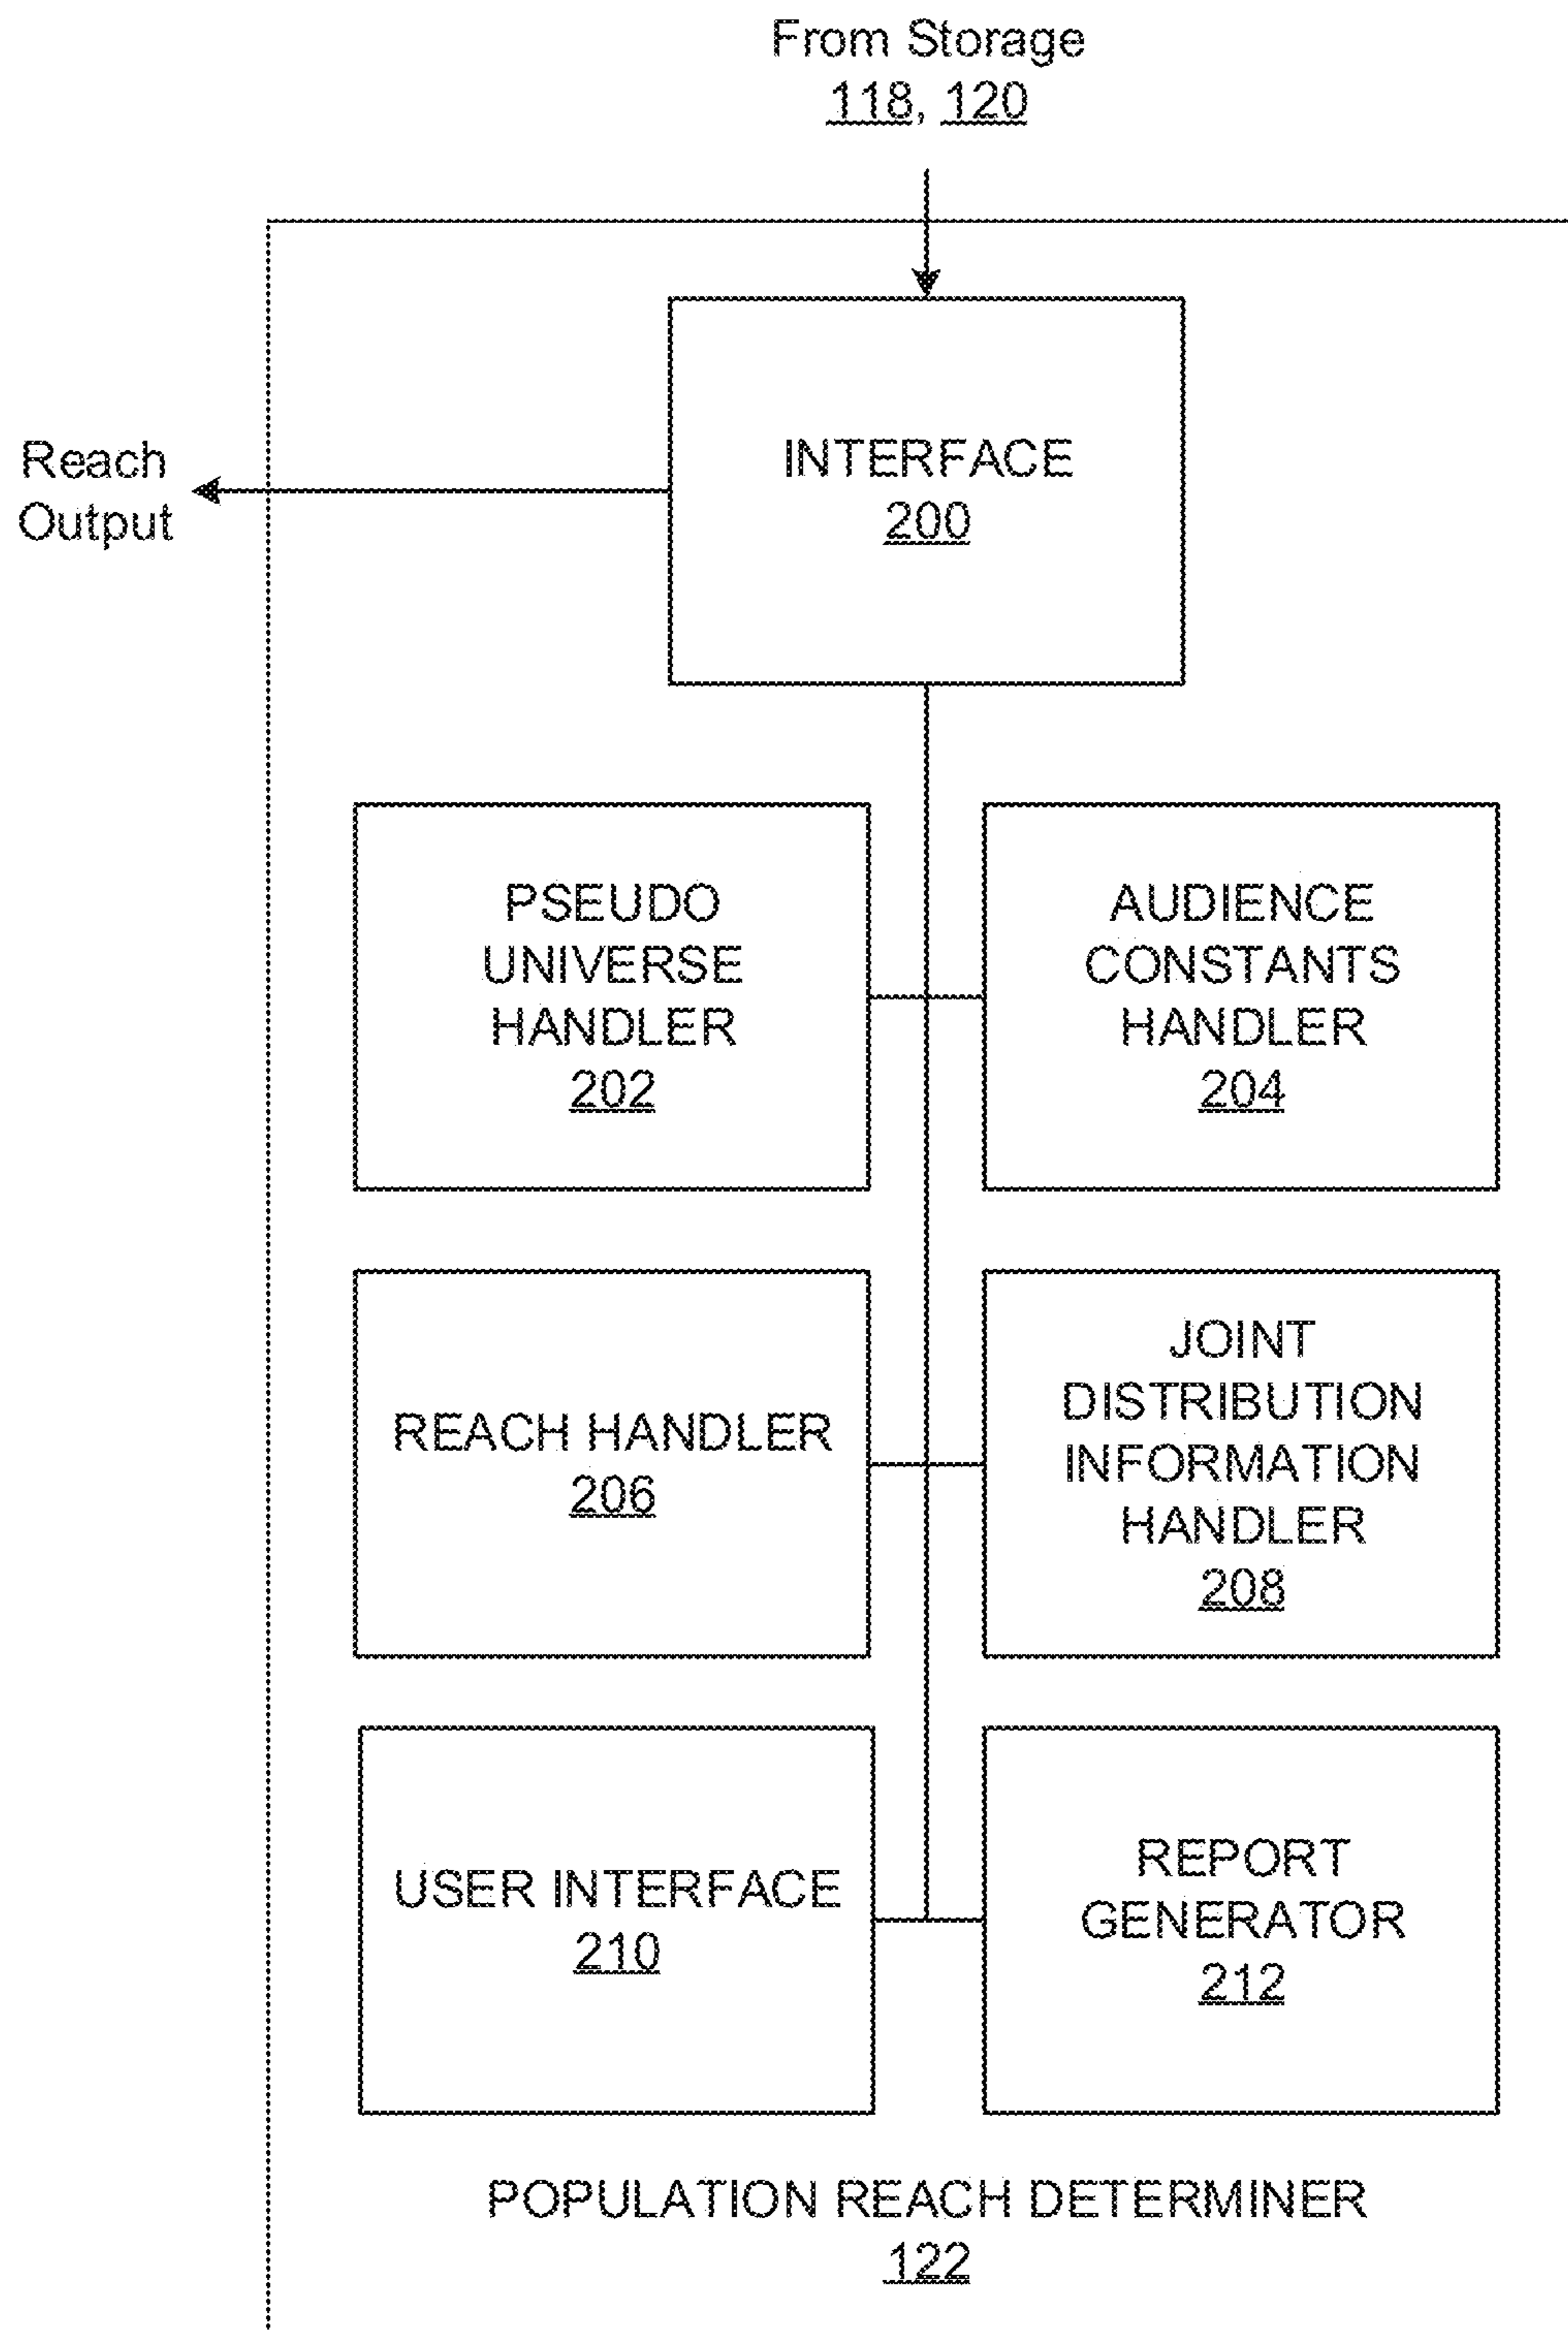 From Storage
118, 120
Reach
Output
INTERFACE
200
PSEUDO
UNIVERSE
HANDLER
202
AUDIENCE
CONSTANTS
HANDLER
204
REACH HANDLER
206
JOINT
DISTRIBUTION
INFORMATION
HANDLER
208
USER INTERFACE
210
REPORT
GENERATOR
212
POPULATION REACH DETERMINER
122